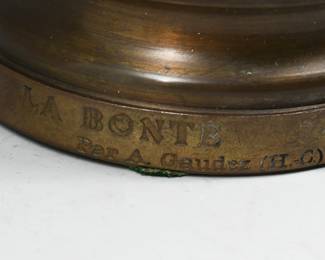 LA BONTE
Par A. Gaudez (H.-C)